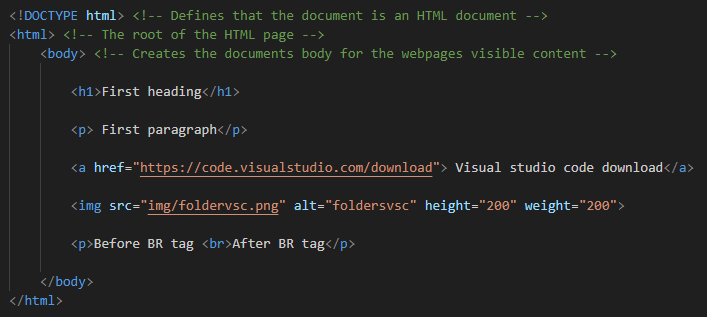 <!DOCTYPE html> <!-- Defines that the document is an HTML document -->
<html> <!-- The root of the HTML page -->
<body> <!-- Creates the documents body for the webpages visible content -->
<h1>First heading</h1>
<p> First paragraph</p>
<a href="https://code.visualstudio.com/download"> Visual studio code download</a>
<img src="img/foldervsc.png" alt="foldersvsc" height="200" weight="200">
<p>Before BR tag <br>After BR tag</p>
</body>
</html>